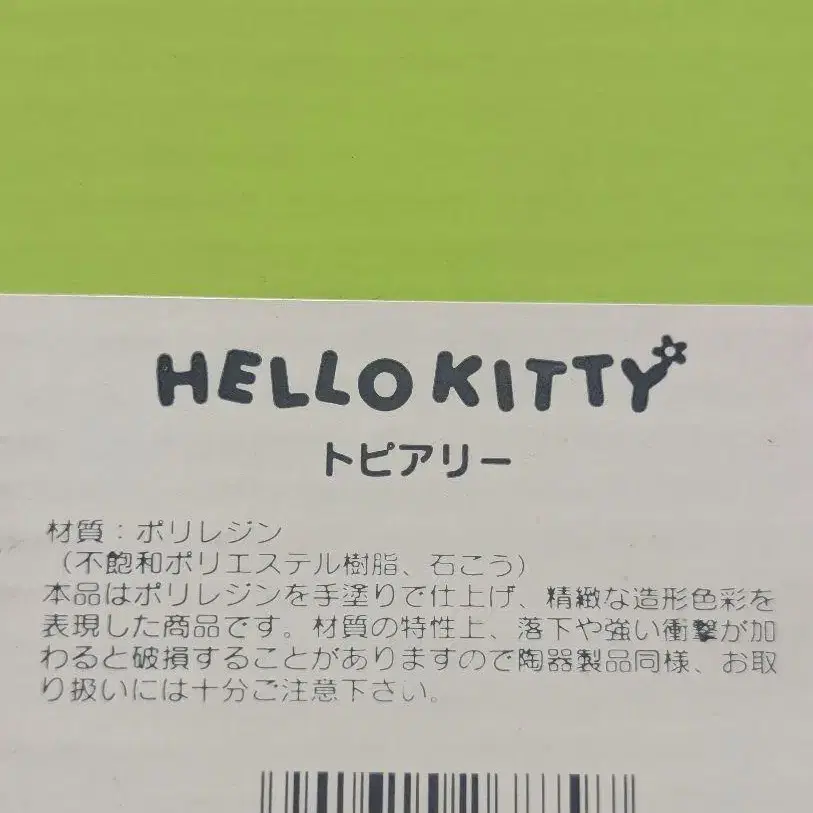 HELLO KITTY
トピアリー
材質：ポリレジン
（不飽和ポリエステル樹脂、石こう）
本品はポリレジンを手塗りで仕上げ、精緻な造形色彩を
表現した商品です。材質の特性上、落下や強い衝撃が加
わると破損することがありますので陶器製品同様、お取
り扱いには十分ご注意下さい。